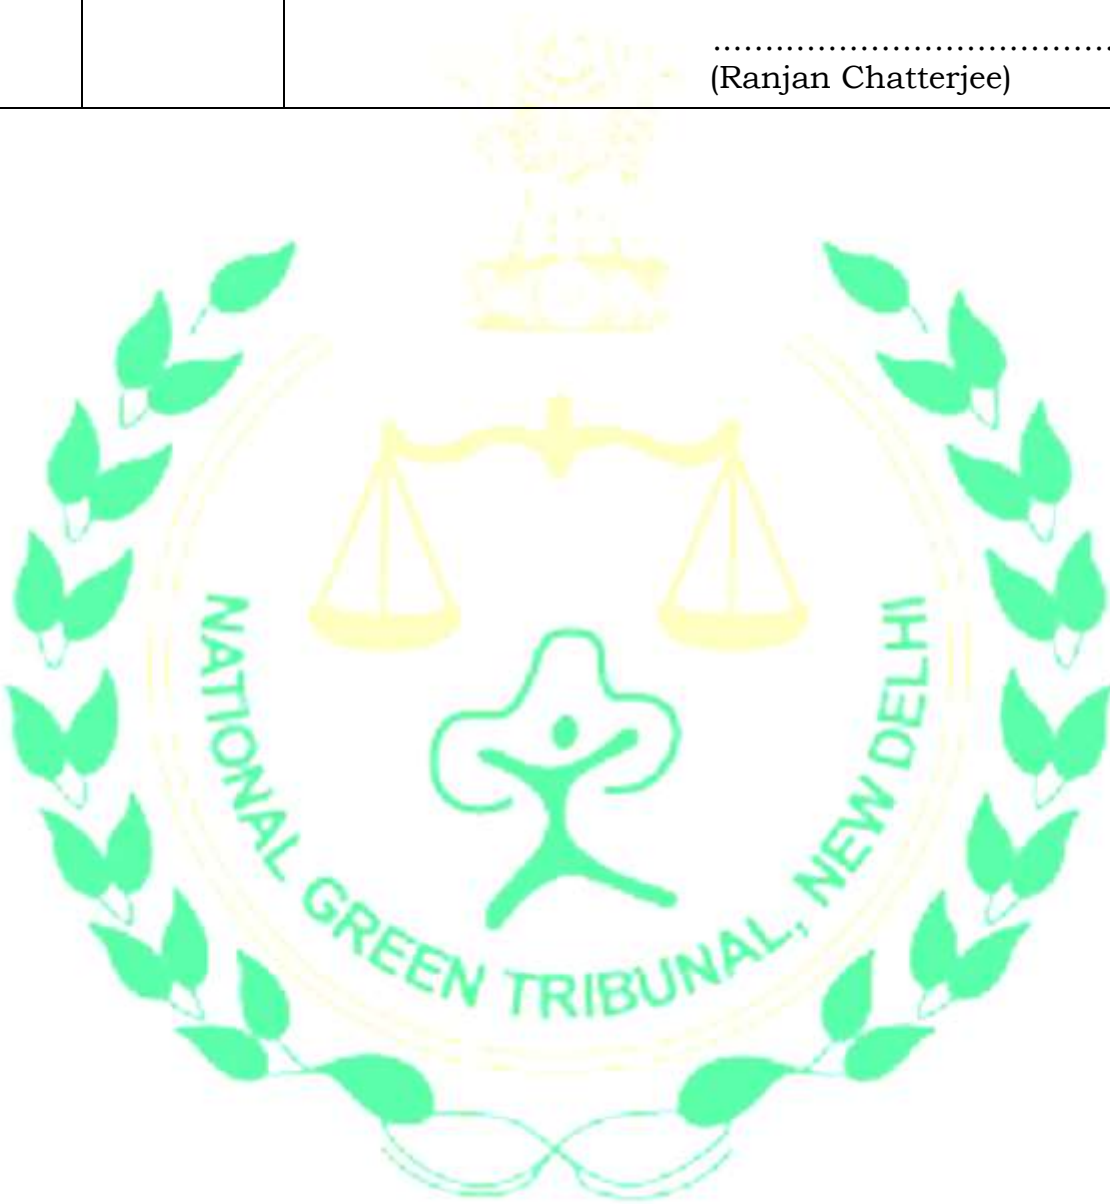 .......................................
(Ranjan Chatterjee)
NATIONAL GREEN TRIBUNAL, NEW DELHI